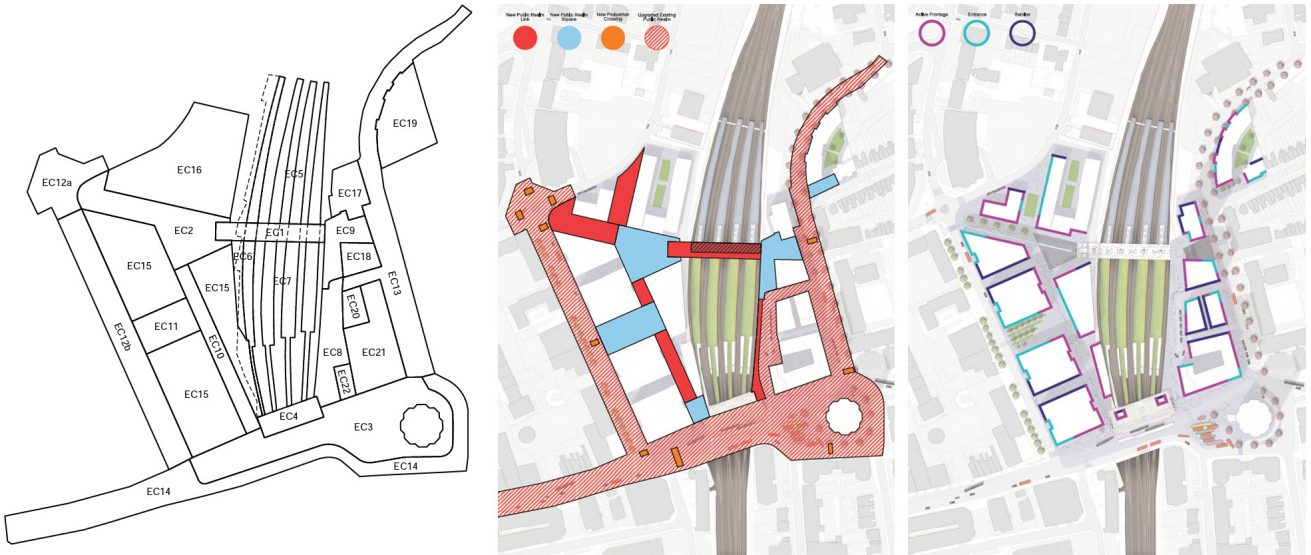 EC19
EC16
EC5
EC12a
EC17
EC2
EC1
EC9
EC6
EC18
EC15
EC7
EC15
EC13
EC20
EC11
EC12b
EC10
EC8
EC21
EC22
EC15
EC4
EC3
EC14
EC14
New Public Realm
Link
New Public Realm
Square
New Pedestrian
Crossing
Upgraded Existing
Public Realm
Active Frontage
Entrance
Service